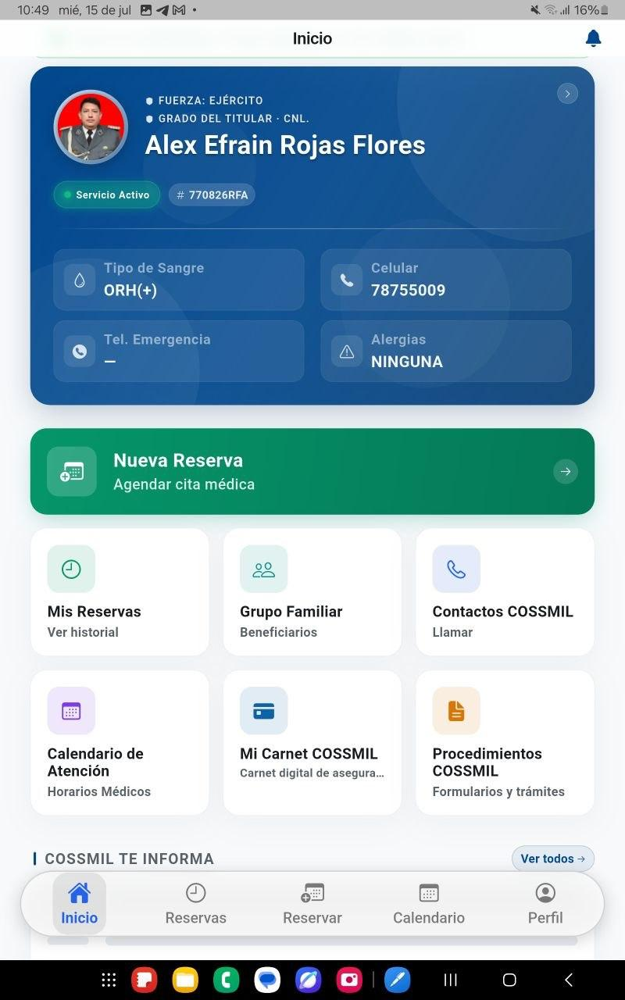 10:49 mié, 15 de jul
16%
Inicio
FUERZA: EJÉRCITO
GRADO DEL TITULAR · CNL.
Alex Efrain Rojas Flores
Servicio Activo
# 770826RFA
Tipo de Sangre
ORH(+)
Celular
78755009
Tel. Emergencia
—
Alergias
NINGUNA
Nueva Reserva
Agendar cita médica
Mis Reservas
Ver historial
Grupo Familiar
Beneficiarios
Contactos COSSMIL
Llamar
Calendario de
Atención
Horarios Médicos
Mi Carnet COSSMIL
Carnet digital de asegura...
Procedimientos
COSSMIL
Formularios y trámites
COSSMIL TE INFORMA
Ver todos →
Inicio
Reservas
Reservar
Calendario
Perfil